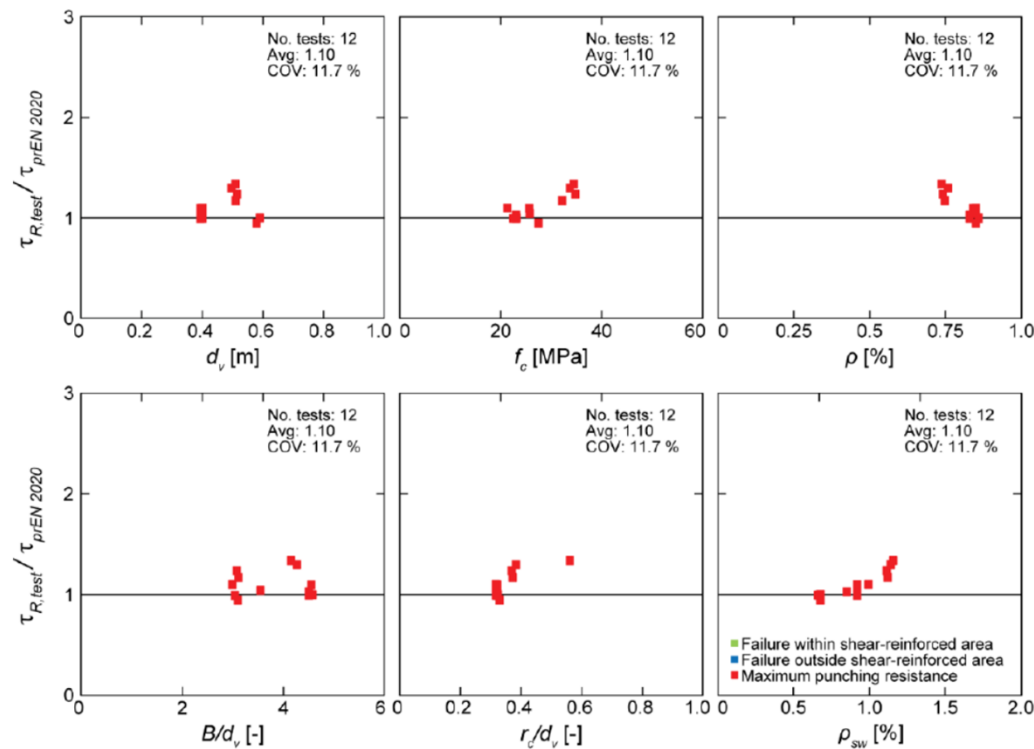 3
No. tests: 12
Avg: 1.10
COV: 11.7 %
2
1
0
τR,test / τprEN 2020
0 0.2 0.4 0.6 0.8 1.0
dv [m]
No. tests: 12
Avg: 1.10
COV: 11.7 %
0 20 40 60
fc [MPa]
No. tests: 12
Avg: 1.10
COV: 11.7 %
0 0.25 0.50 0.75 1.0
ρ [%]
3
No. tests: 12
Avg: 1.10
COV: 11.7 %
2
1
0
τR,test / τprEN 2020
0 2 4 6
B/dv [-]
No. tests: 12
Avg: 1.10
COV: 11.7 %
0 0.2 0.4 0.6 0.8 1.0
rc/dv [-]
No. tests: 12
Avg: 1.10
COV: 11.7 %
Failure within shear-reinforced area
Failure outside shear-reinforced area
Maximum punching resistance
0 0.5 1.0 1.5 2.0
ρsw [%]